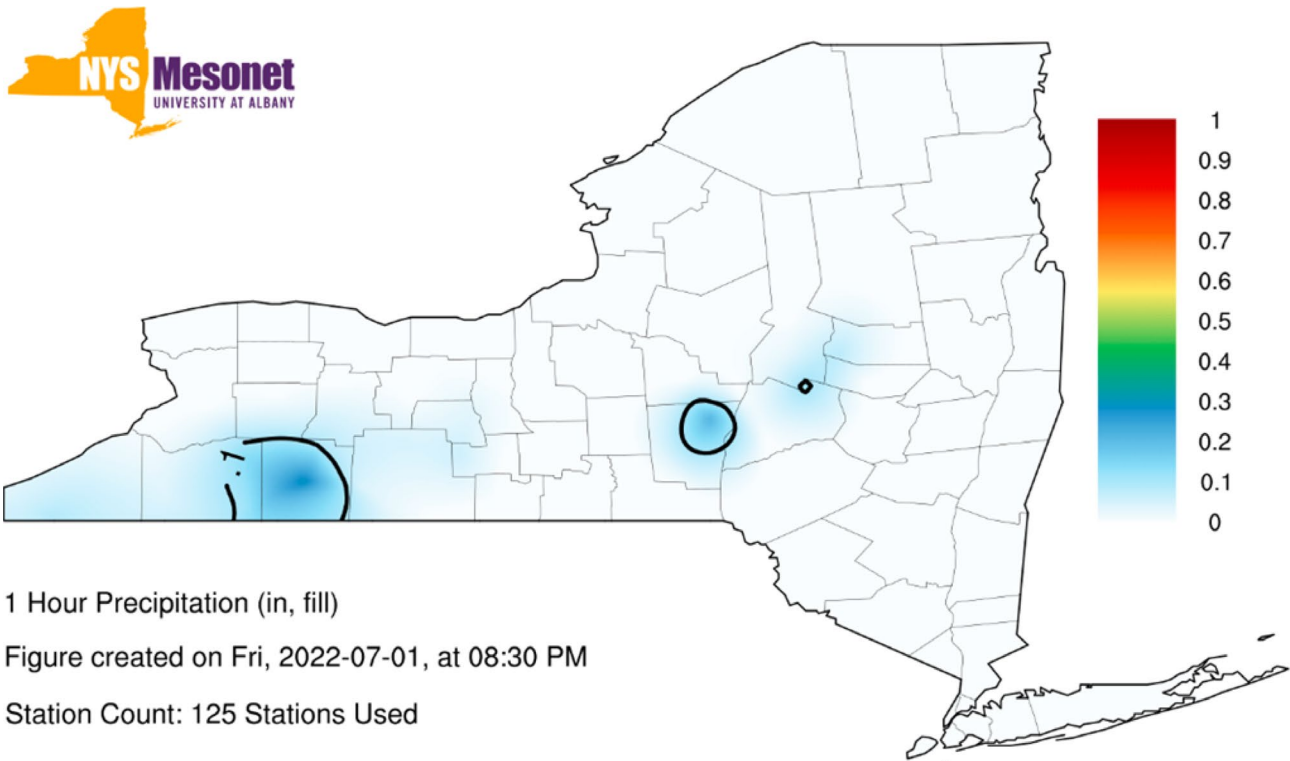 NYS Mesonet
UNIVERSITY AT ALBANY
1
0.9
0.8
0.7
0.6
0.5
0.4
0.3
0.2
0.1
0
.1
1 Hour Precipitation (in, fill)
Figure created on Fri, 2022-07-01, at 08:30 PM
Station Count: 125 Stations Used